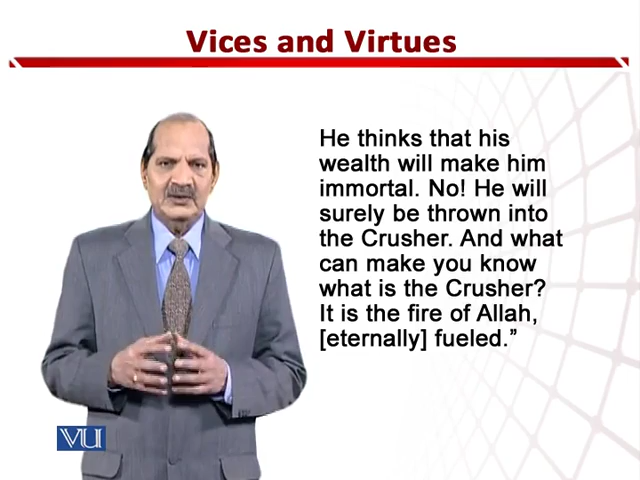 Vices and Virtues
He thinks that his
wealth will make him
immortal. No! He will
surely be thrown into
the Crusher. And what
can make you know
what is the Crusher?
It is the fire of Allah,
[eternally] fueled.”
VU